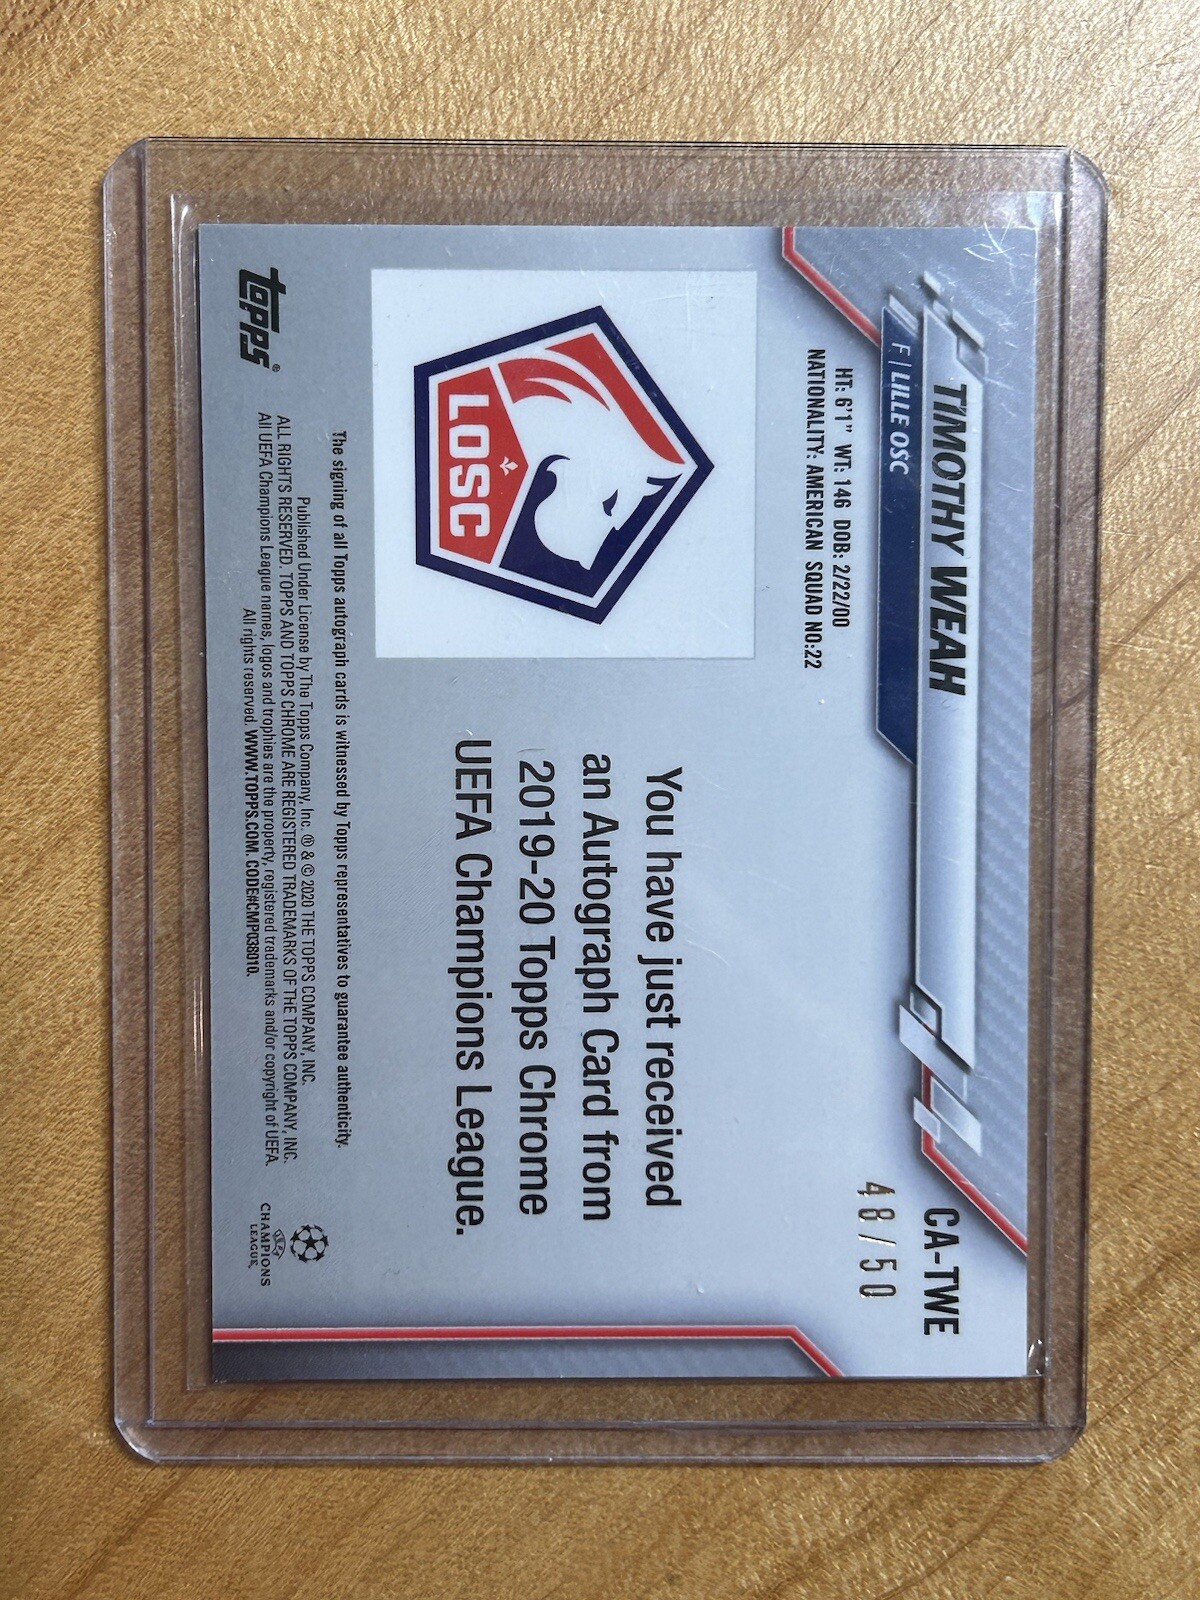 TIMOTHY WEAH
F | LILLE OSC
CA-TWE
48/50
HT: 6'1" WT: 146 DOB: 2/22/00
NATIONALITY: AMERICAN SQUAD NO:22
LOSC
You have just received
an Autograph Card from
2019-20 Topps Chrome
UEFA Champions League.
The signing of all Topps autograph cards is witnessed by Topps representatives to guarantee authenticity.
Published Under License by The Topps Company, Inc. ® & © 2020 THE TOPPS COMPANY, INC.
ALL RIGHTS RESERVED. TOPPS AND TOPPS CHROME ARE REGISTERED TRADEMARKS OF THE TOPPS COMPANY, INC.
All UEFA Champions League names, logos and trophies are the property, registered trademarks and/or copyright of UEFA.
All rights reserved. WWW.TOPPS.COM. CODE#CMP038010.
topps®
UEFA
CHAMPIONS
LEAGUE